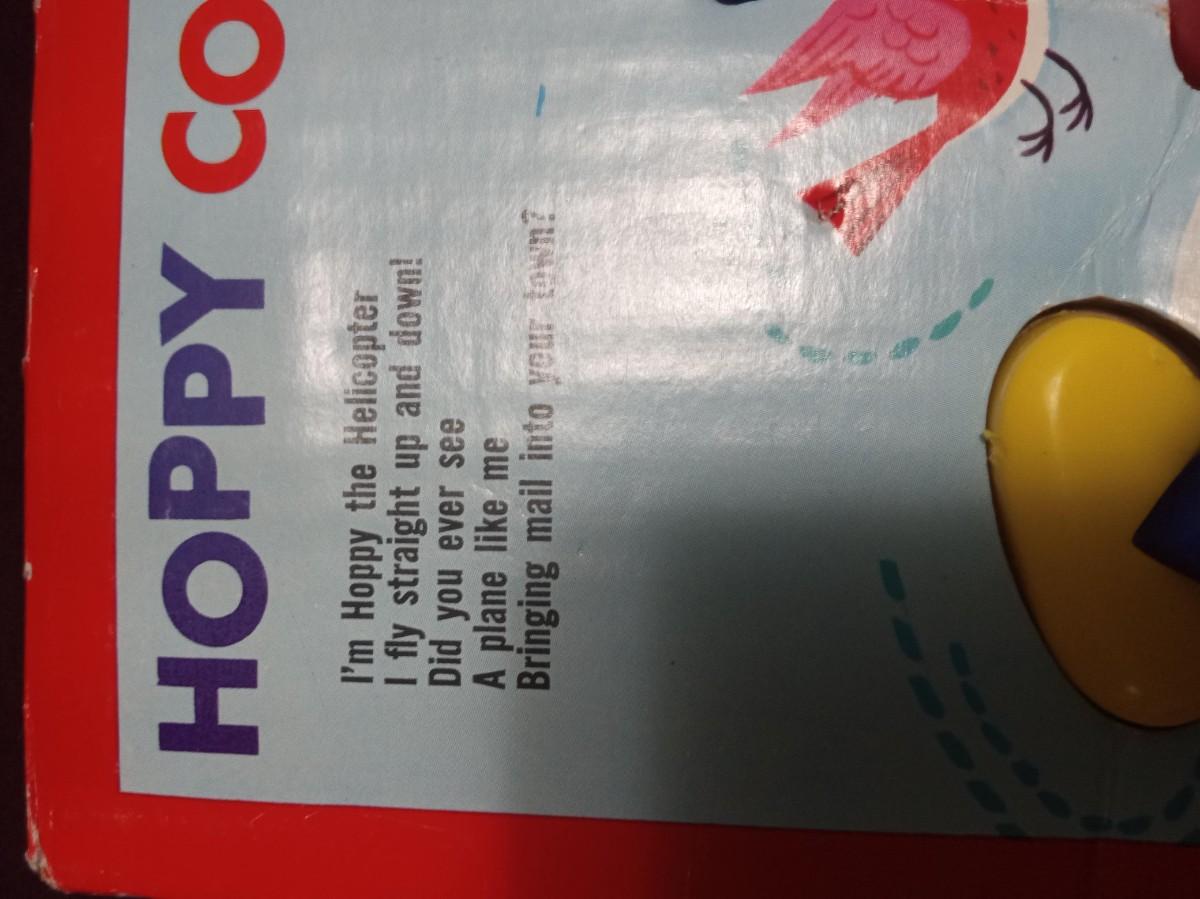 HOPPY CO
I'm Hoppy the Helicopter
I fly straight up and down!
Did you ever see
A plane like me
Bringing mail into your town?